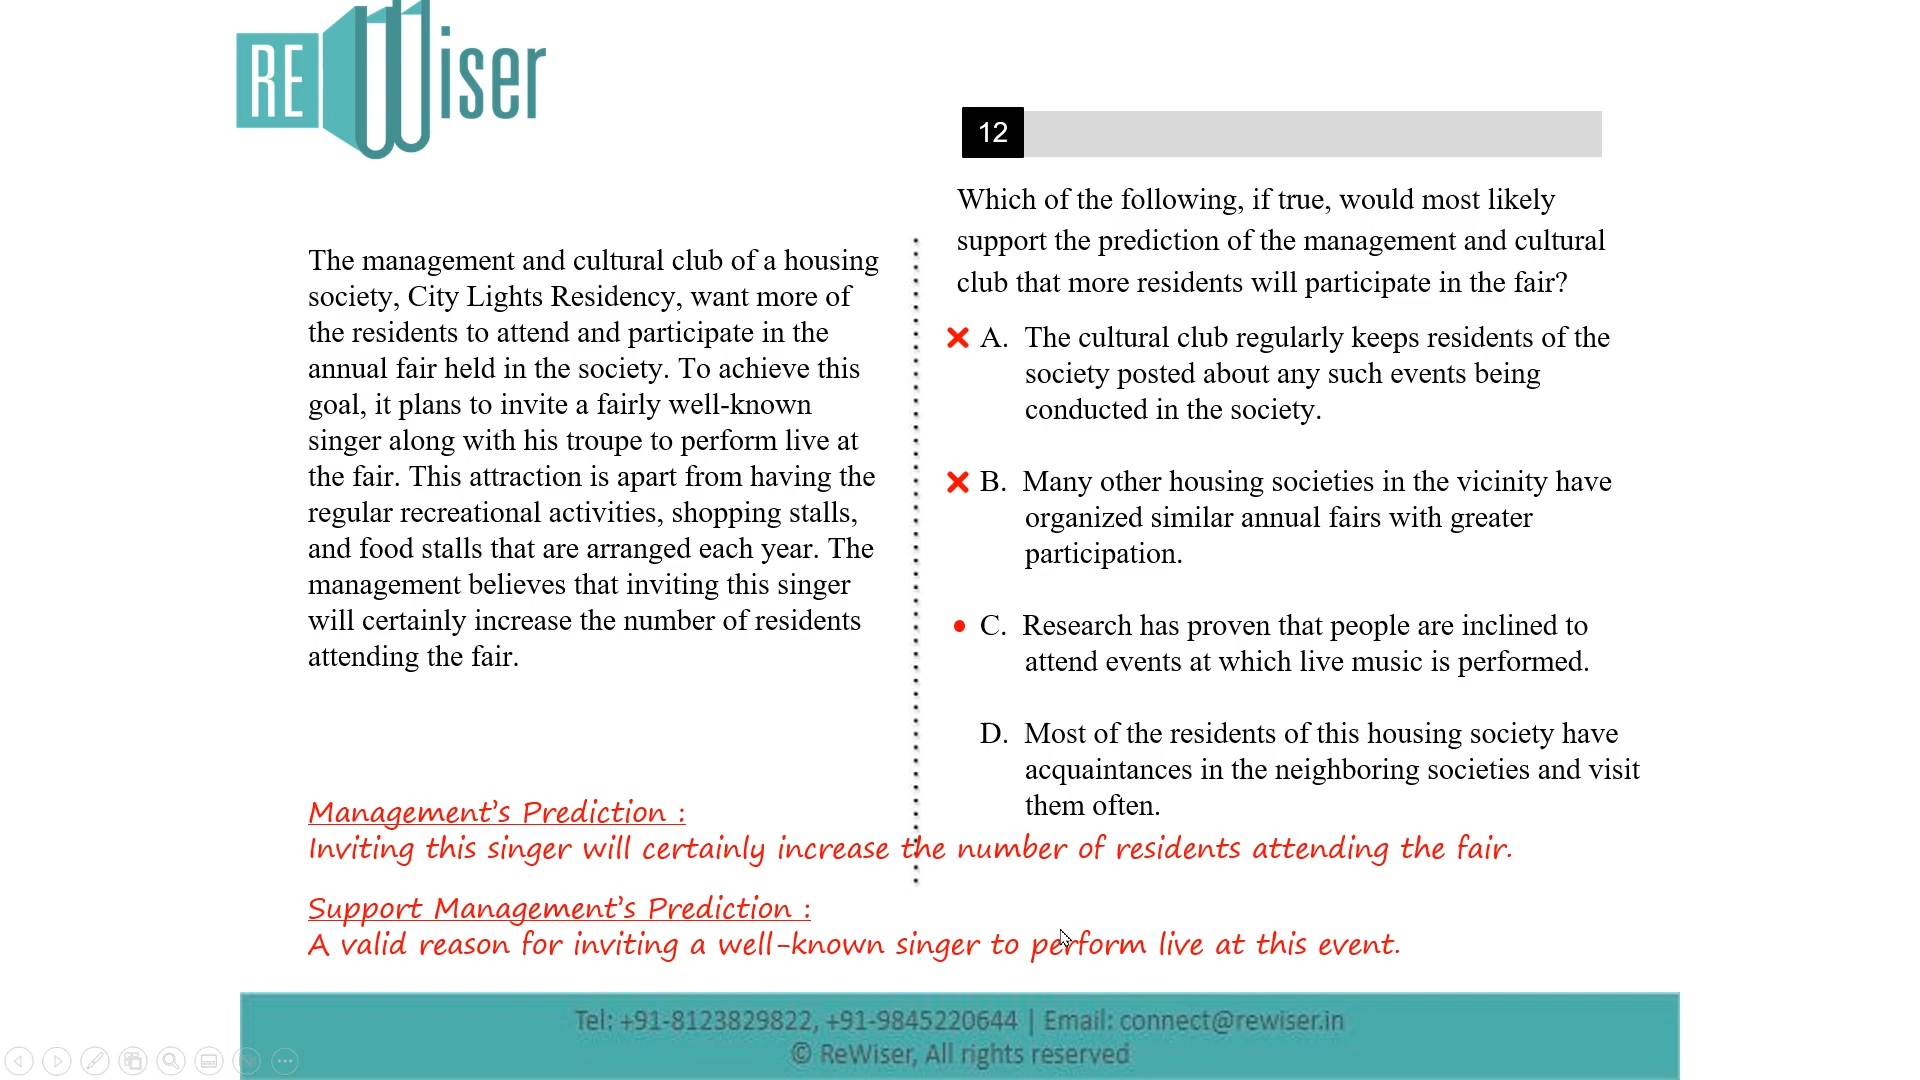 REWiser
The management and cultural club of a housing
society, City Lights Residency, want more of
the residents to attend and participate in the
annual fair held in the society. To achieve this
goal, it plans to invite a fairly well-known
singer along with his troupe to perform live at
the fair. This attraction is apart from having the
regular recreational activities, shopping stalls,
and food stalls that are arranged each year. The
management believes that inviting this singer
will certainly increase the number of residents
attending the fair.
12
Which of the following, if true, would most likely
support the prediction of the management and cultural
club that more residents will participate in the fair?
A. The cultural club regularly keeps residents of the
society posted about any such events being
conducted in the society.
B. Many other housing societies in the vicinity have
organized similar annual fairs with greater
participation.
C. Research has proven that people are inclined to
attend events at which live music is performed.
D. Most of the residents of this housing society have
acquaintances in the neighboring societies and visit
them often.
Management's Prediction :
Inviting this singer will certainly increase the number of residents attending the fair.
Support Management's Prediction :
A valid reason for inviting a well-known singer to perform live at this event.
Tel: +91-8123829822, +91-9845220644 | Email: connect@rewiser.in
© ReWiser, All rights reserved